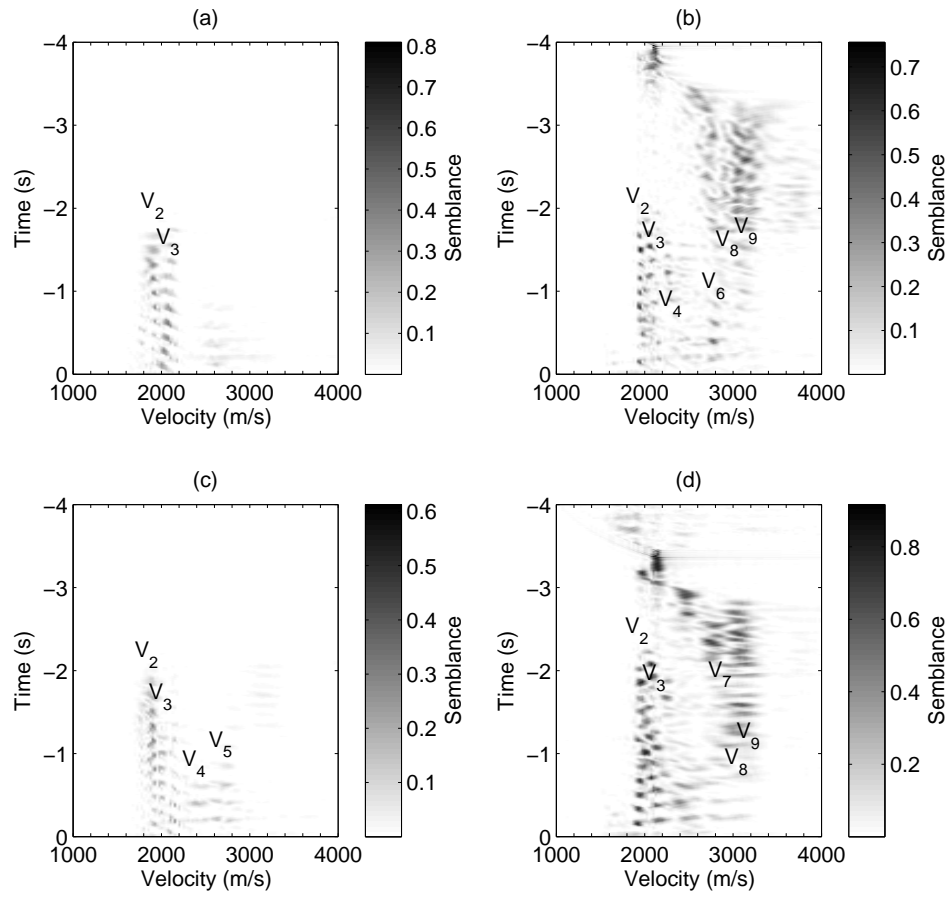 (a)
−4
−3
−2
−1
0
Time (s)
1000 2000 3000 4000
Velocity (m/s)
V2
V3
0.8
0.7
0.6
0.5
0.4
0.3
0.2
0.1
Semblance
(b)
−4
−3
−2
−1
0
Time (s)
1000 2000 3000 4000
Velocity (m/s)
V2
V3
V4
V6
V8
V9
0.7
0.6
0.5
0.4
0.3
0.2
0.1
Semblance
(c)
−4
−3
−2
−1
0
Time (s)
1000 2000 3000 4000
Velocity (m/s)
V2
V3
V4
V5
0.6
0.5
0.4
0.3
0.2
0.1
Semblance
(d)
−4
−3
−2
−1
0
Time (s)
1000 2000 3000 4000
Velocity (m/s)
V2
V3
V7
V9
V8
0.8
0.6
0.4
0.2
Semblance